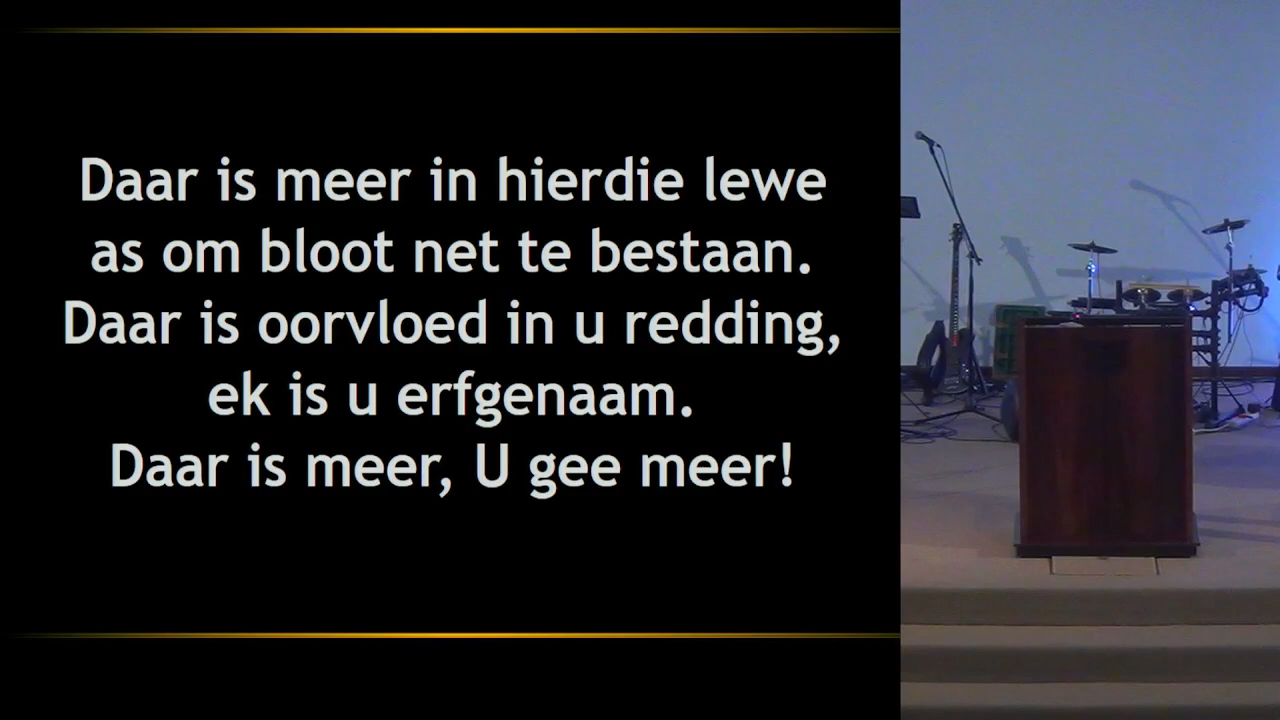 Daar is meer in hierdie lewe
as om bloot net te bestaan.
Daar is oorvloed in u redding,
ek is u erfgenaam.
Daar is meer, U gee meer!